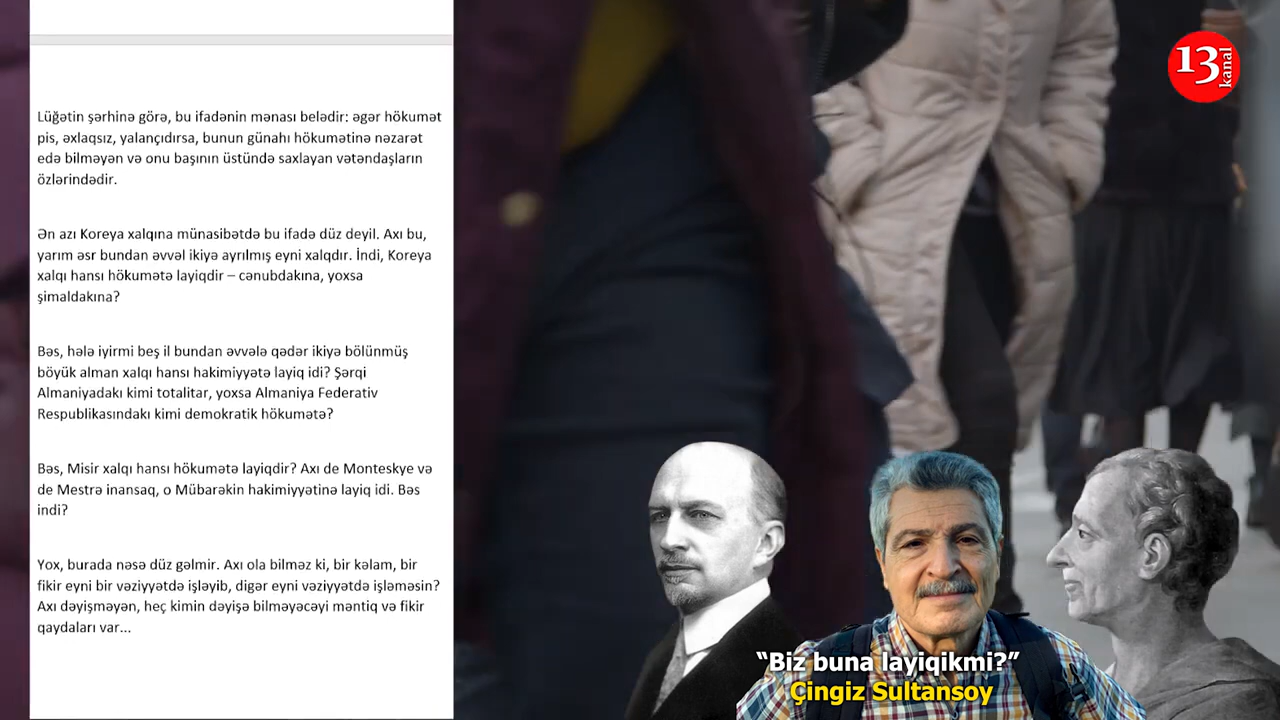 Lüğətin şərhinə görə, bu ifadənin mənası belədir: əgər hökumət
pis, əxlaqsız, yalançıdırsa, bunun günahı hökumətinə nəzarət
edə bilməyən və onu başının üstündə saxlayan vətəndaşların
özlərindədir.
Ən azı Koreya xalqına münasibətdə bu ifadə düz deyil. Axı bu,
yarım əsr bundan əvvəl ikiyə ayrılmış eyni xalqdır. İndi, Koreya
xalqı hansı hökumətə layiqdir – cənubdakına, yoxsa
şimaldakına?
Bəs, hələ iyirmi beş il bundan əvvələ qədər ikiyə bölünmüş
böyük alman xalqı hansı hakimiyyətə layiq idi? Şərqi
Almaniyadakı kimi totalitar, yoxsa Almaniya Federativ
Respublikasındakı kimi demokratik hökumətə?
Bəs, Misir xalqı hansı hökumətə layiqdir? Axı de Monteskye və
de Mestrə inansaq, o Mübarəkin hakimiyyətinə layiq idi. Bəs
indi?
Yox, burada nəsə düz gəlmir. Axı ola bilməz ki, bir kəlam, bir
fikir eyni bir vəziyyətdə işləyib, digər eyni vəziyyətdə işləməsin?
Axı dəyişməyən, heç kimin dəyişə bilməyəcəyi məntiq və fikir
qaydaları var...
13 kanal
“Biz buna layiqikmi?”
Çingiz Sultansoy